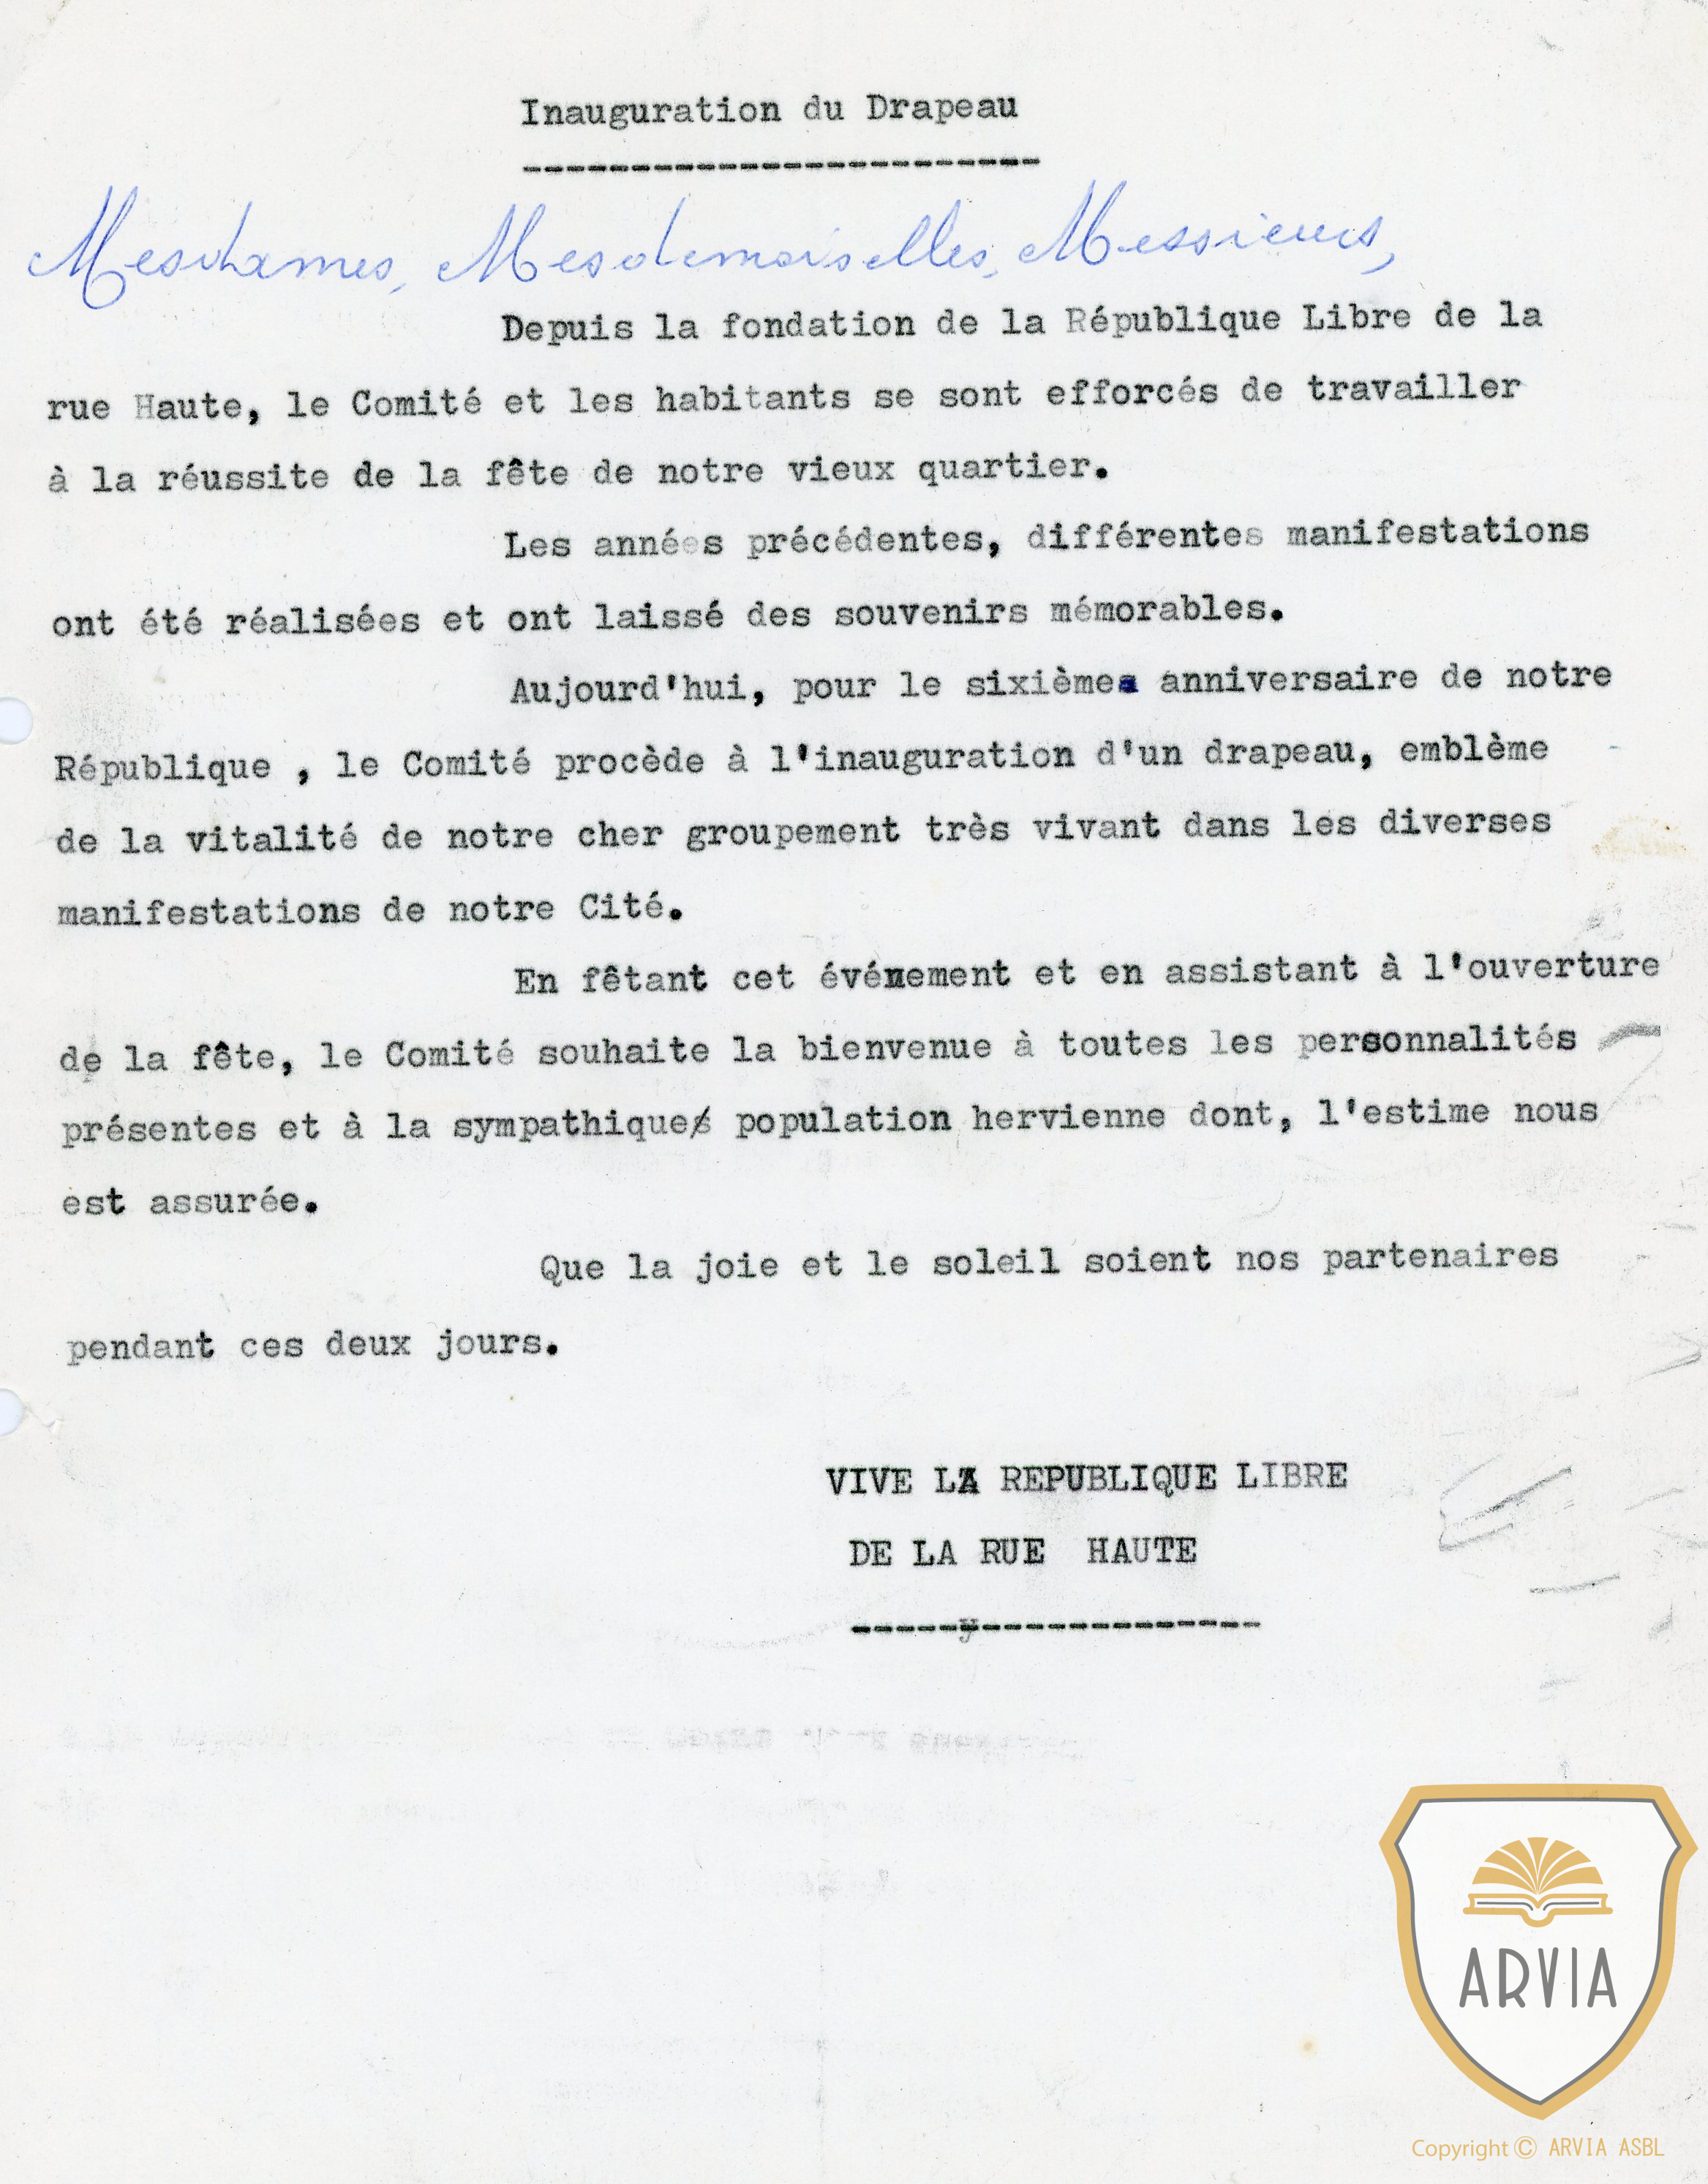 Inauguration du Drapeau
------------------------
Mesdames, Mesdemoiselles, Messieurs,
Depuis la fondation de la République Libre de la
rue Haute, le Comité et les habitants se sont efforcés de travailler
à la réussite de la fête de notre vieux quartier.
Les années précédentes, différentes manifestations
ont été réalisées et ont laissé des souvenirs mémorables.
Aujourd'hui, pour le sixième anniversaire de notre
République , le Comité procède à l'inauguration d'un drapeau, emblème
de la vitalité de notre cher groupement très vivant dans les diverses
manifestations de notre Cité.
En fêtant cet événement et en assistant à l'ouverture
de la fête, le Comité souhaite la bienvenue à toutes les personnalités
présentes et à la sympathique population hervienne dont, l'estime nous
est assurée.
Que la joie et le soleil soient nos partenaires
pendant ces deux jours.
VIVE LA REPUBLIQUE LIBRE
DE LA RUE HAUTE
-----y-------------
ARVIA
Copyright © ARVIA ASBL